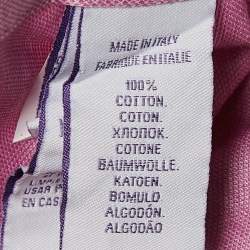 MADE IN ITALY
FABRIQUE EN ITALIE
100%
COTTON.
COTON.
ХЛОПОК.
COTONE
BAUMWOLLE.
KATOEN.
BOMULD
ALGODÓN.
ALGODÃO
USAR
EN CAS